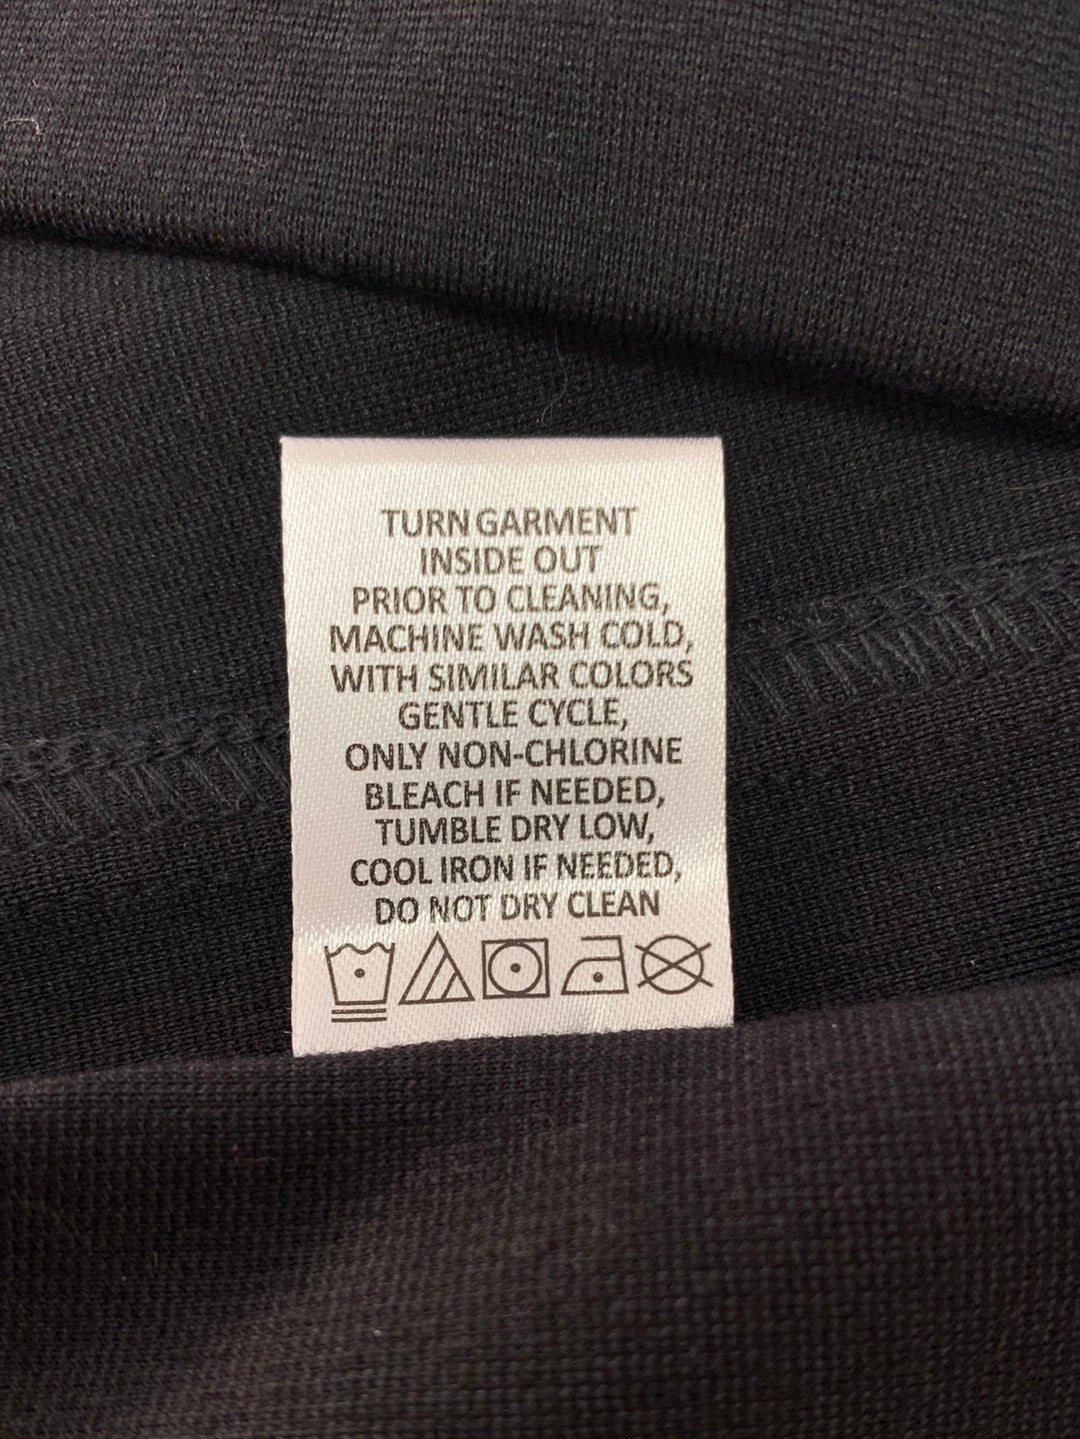 TURN GARMENT
INSIDE OUT
PRIOR TO CLEANING,
MACHINE WASH COLD,
WITH SIMILAR COLORS
GENTLE CYCLE,
ONLY NON-CHLORINE
BLEACH IF NEEDED,
TUMBLE DRY LOW,
COOL IRON IF NEEDED,
DO NOT DRY CLEAN